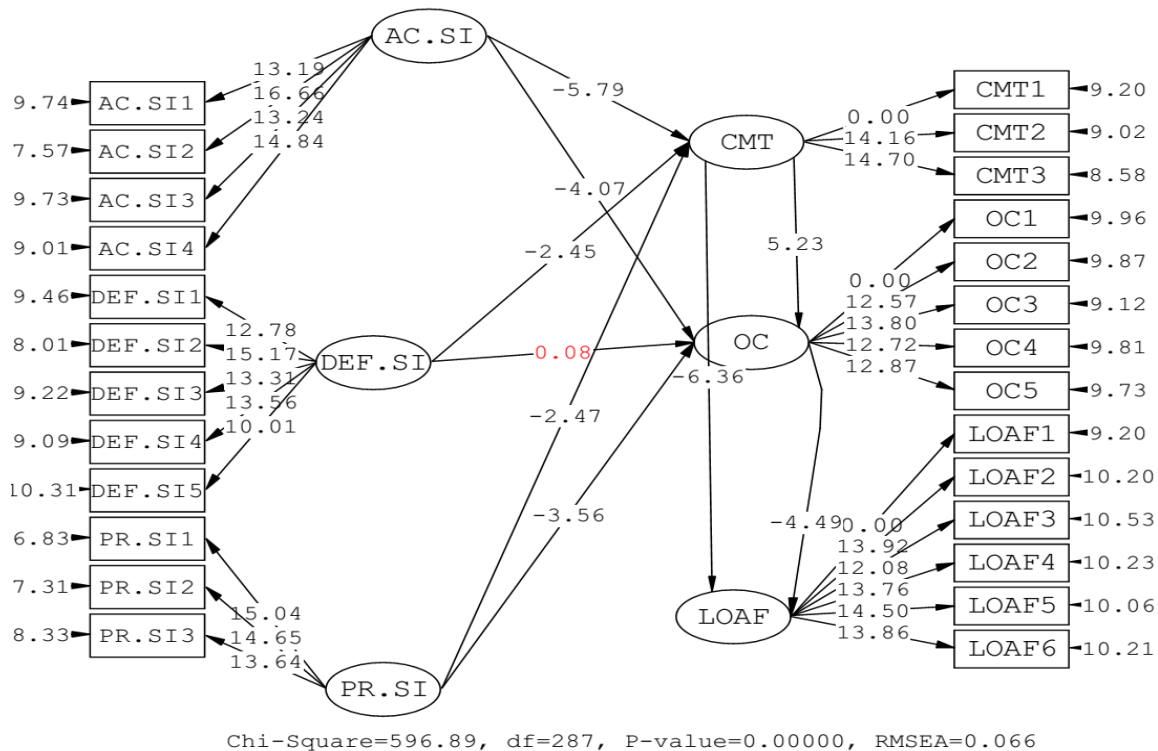 AC.SI
13.19
16.66
13.24
14.84
-5.79
-4.07
9.74 AC.SI1
7.57 AC.SI2
9.73 AC.SI3
9.01 AC.SI4
9.46 DEF.SI1
8.01 DEF.SI2
9.22 DEF.SI3
9.09 DEF.SI4
10.31 DEF.SI5
6.83 PR.SI1
7.31 PR.SI2
8.33 PR.SI3
12.78
15.17
13.31
13.56
10.01
DEF.SI
-2.45
0.08
15.04
14.65
13.64
PR.SI
-2.47
-3.56
CMT
5.23
-6.36
OC
-4.49
LOAF
0.00
14.16
14.70
0.00
12.57
13.80
12.72
12.87
0.00
13.92
12.08
13.76
14.50
13.86
CMT1 9.20
CMT2 9.02
CMT3 8.58
OC1 9.96
OC2 9.87
OC3 9.12
OC4 9.81
OC5 9.73
LOAF1 9.20
LOAF2 10.20
LOAF3 10.53
LOAF4 10.23
LOAF5 10.06
LOAF6 10.21
Chi-Square=596.89, df=287, P-value=0.00000, RMSEA=0.066